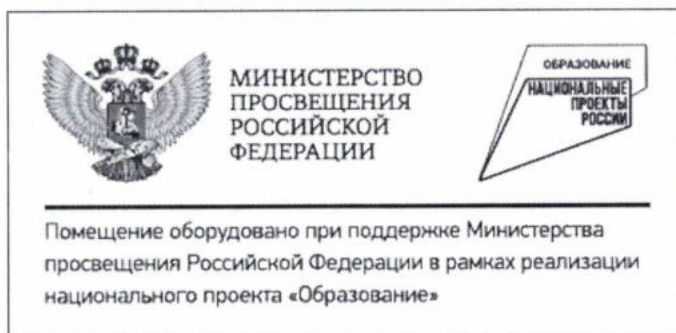 МИНИСТЕРСТВО
ПРОСВЕЩЕНИЯ
РОССИЙСКОЙ
ФЕДЕРАЦИИ
ОБРАЗОВАНИЕ
НАЦИОНАЛЬНЫЕ
ПРОЕКТЫ
РОССИИ
Помещение оборудовано при поддержке Министерства
просвещения Российской Федерации в рамках реализации
национального проекта «Образование»